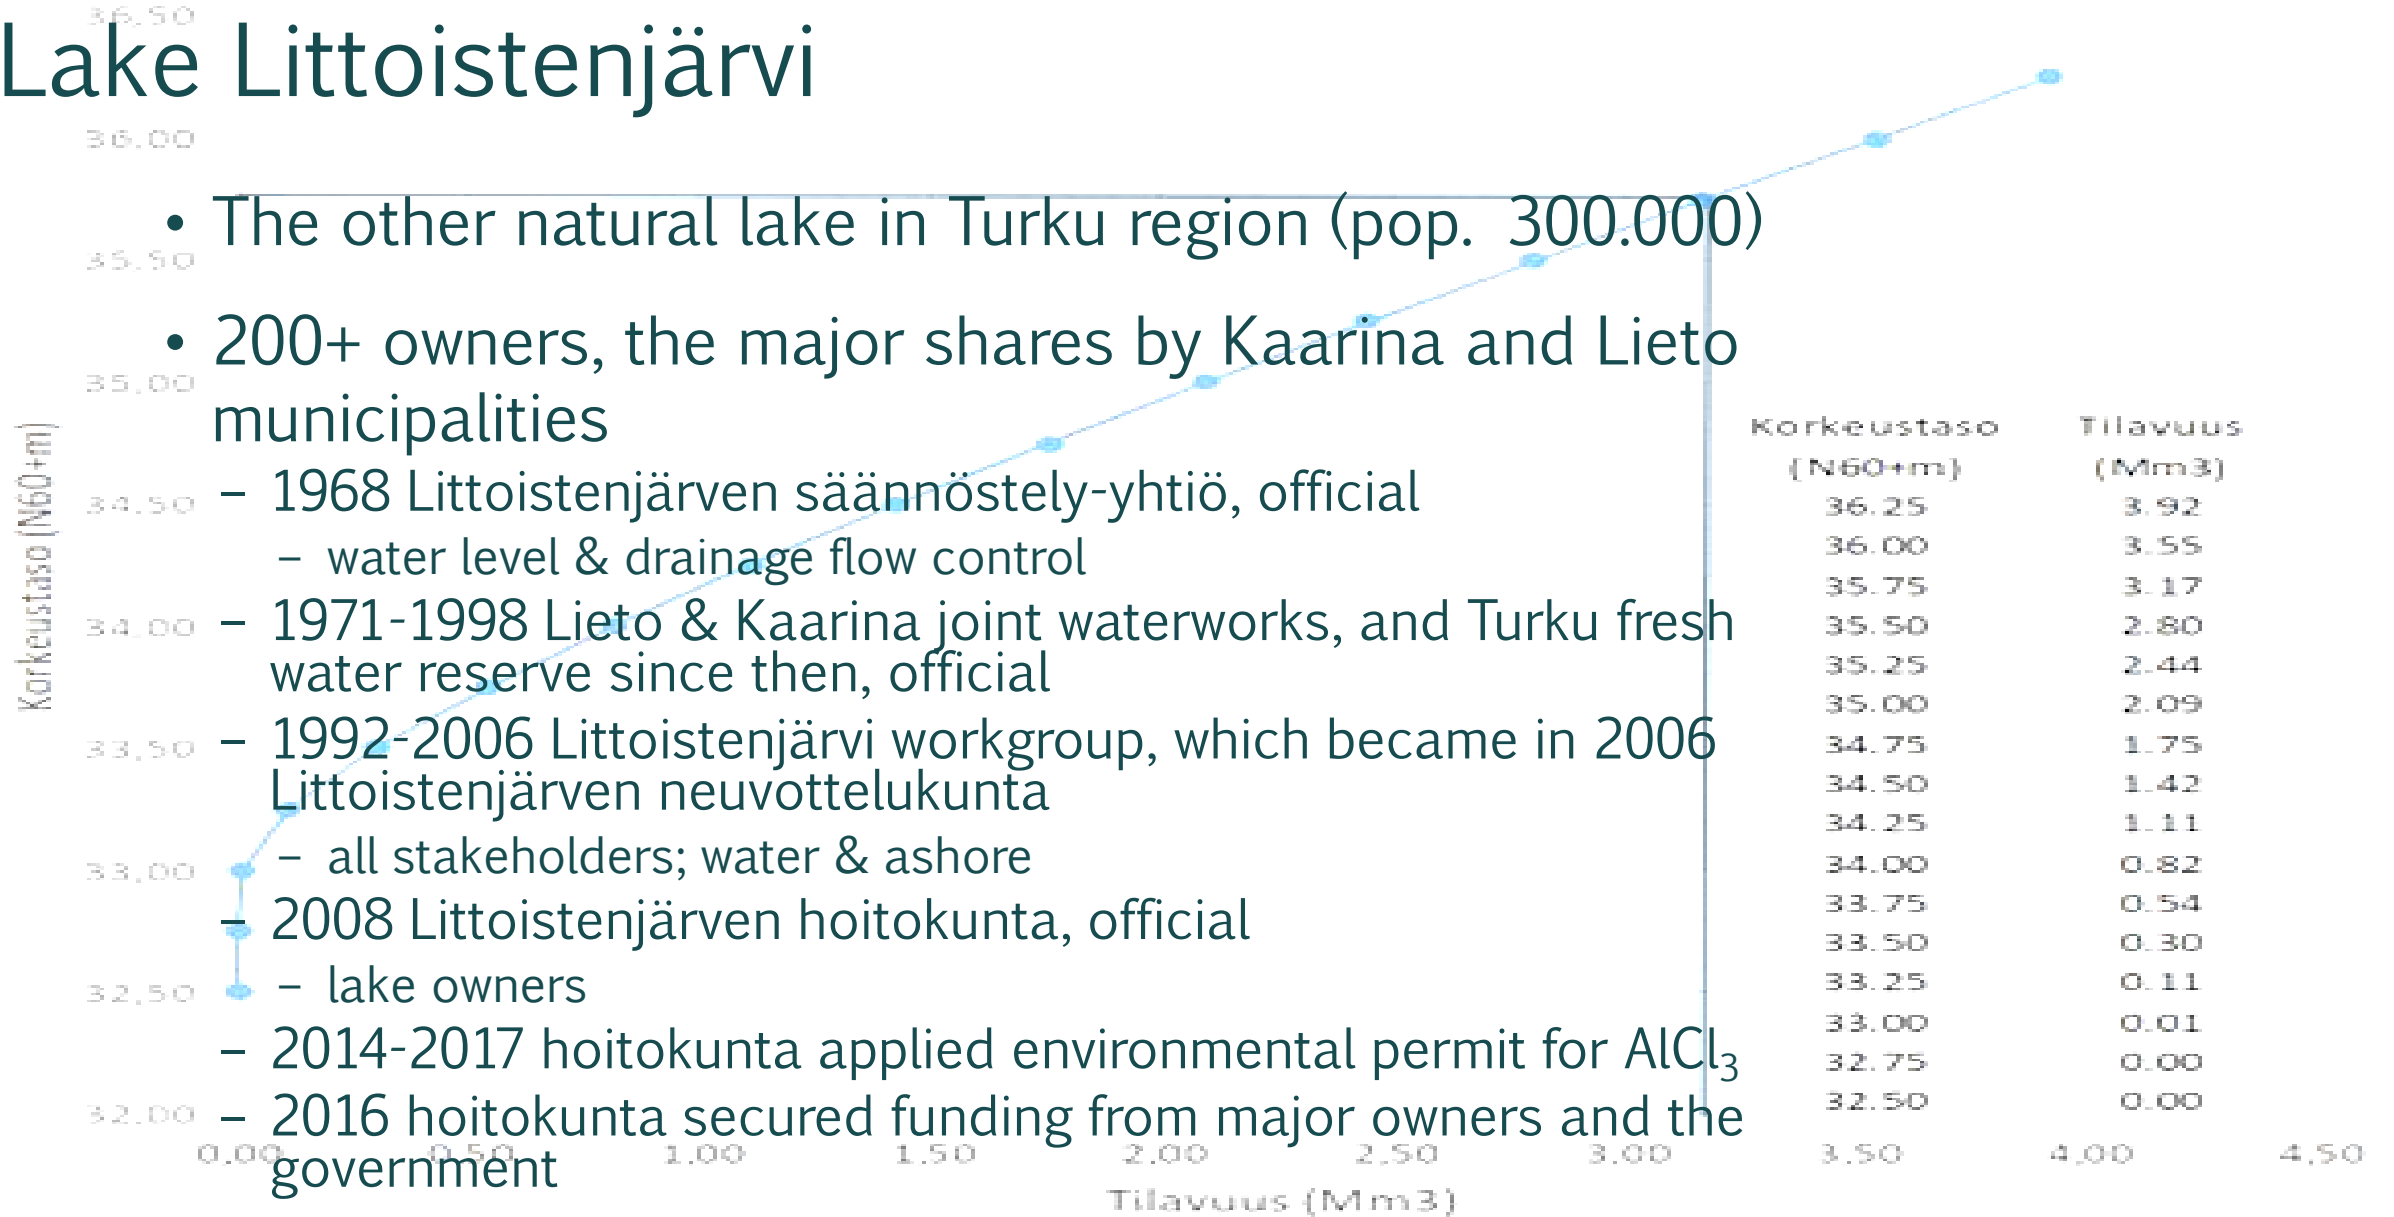 Lake Littoistenjärvi
• The other natural lake in Turku region (pop. 300.000)
• 200+ owners, the major shares by Kaarina and Lieto
municipalities
– 1968 Littoistenjärven säännöstely-yhtiö, official
– water level & drainage flow control
– 1971-1998 Lieto & Kaarina joint waterworks, and Turku fresh
water reserve since then, official
– 1992-2006 Littoistenjärvi workgroup, which became in 2006
Littoistenjärven neuvottelukunta
– all stakeholders; water & ashore
– 2008 Littoistenjärven hoitokunta, official
– lake owners
– 2014-2017 hoitokunta applied environmental permit for AlCl₃
– 2016 hoitokunta secured funding from major owners and the
government
Korkeustaso (N60+m)
36,50
36,00
35,50
35,00
34,50
34,00
33,50
33,00
32,50
32,00
0,00 0,50 1,00 1,50 2,00 2,50 3,00 3,50 4,00 4,50
Tilavuus (Mm3)
Korkeustaso Tilavuus
(N60+m) (Mm3)
36.25 3.92
36.00 3.55
35.75 3.17
35.50 2.80
35.25 2.44
35.00 2.09
34.75 1.75
34.50 1.42
34.25 1.11
34.00 0.82
33.75 0.54
33.50 0.30
33.25 0.11
33.00 0.01
32.75 0.00
32.50 0.00